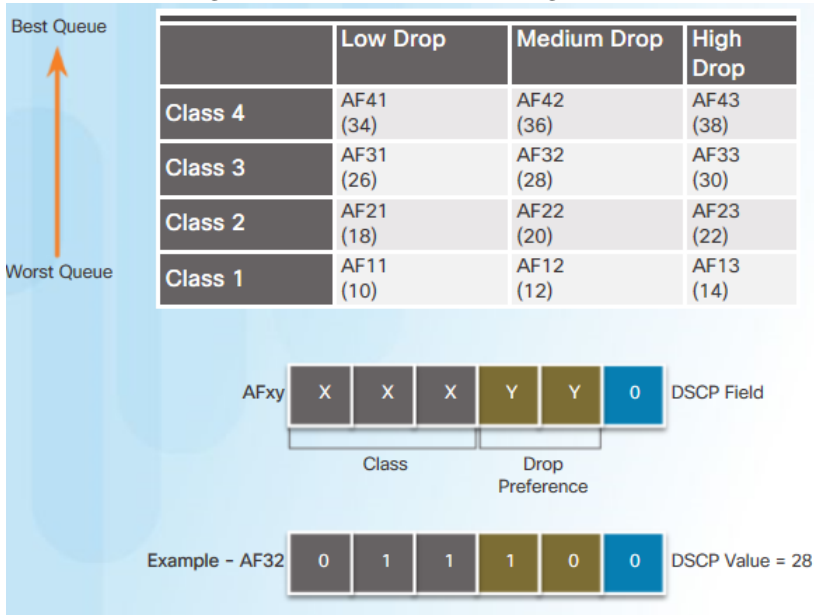 Best Queue
Low Drop Medium Drop High
Drop
Class 4 AF41 AF42 AF43
(34) (36) (38)
Class 3 AF31 AF32 AF33
(26) (28) (30)
Class 2 AF21 AF22 AF23
(18) (20) (22)
Worst Queue
Class 1 AF11 AF12 AF13
(10) (12) (14)
AFxy X X X Y Y 0 DSCP Field
Class Drop
Preference
Example - AF32 0 1 1 1 0 0 DSCP Value = 28